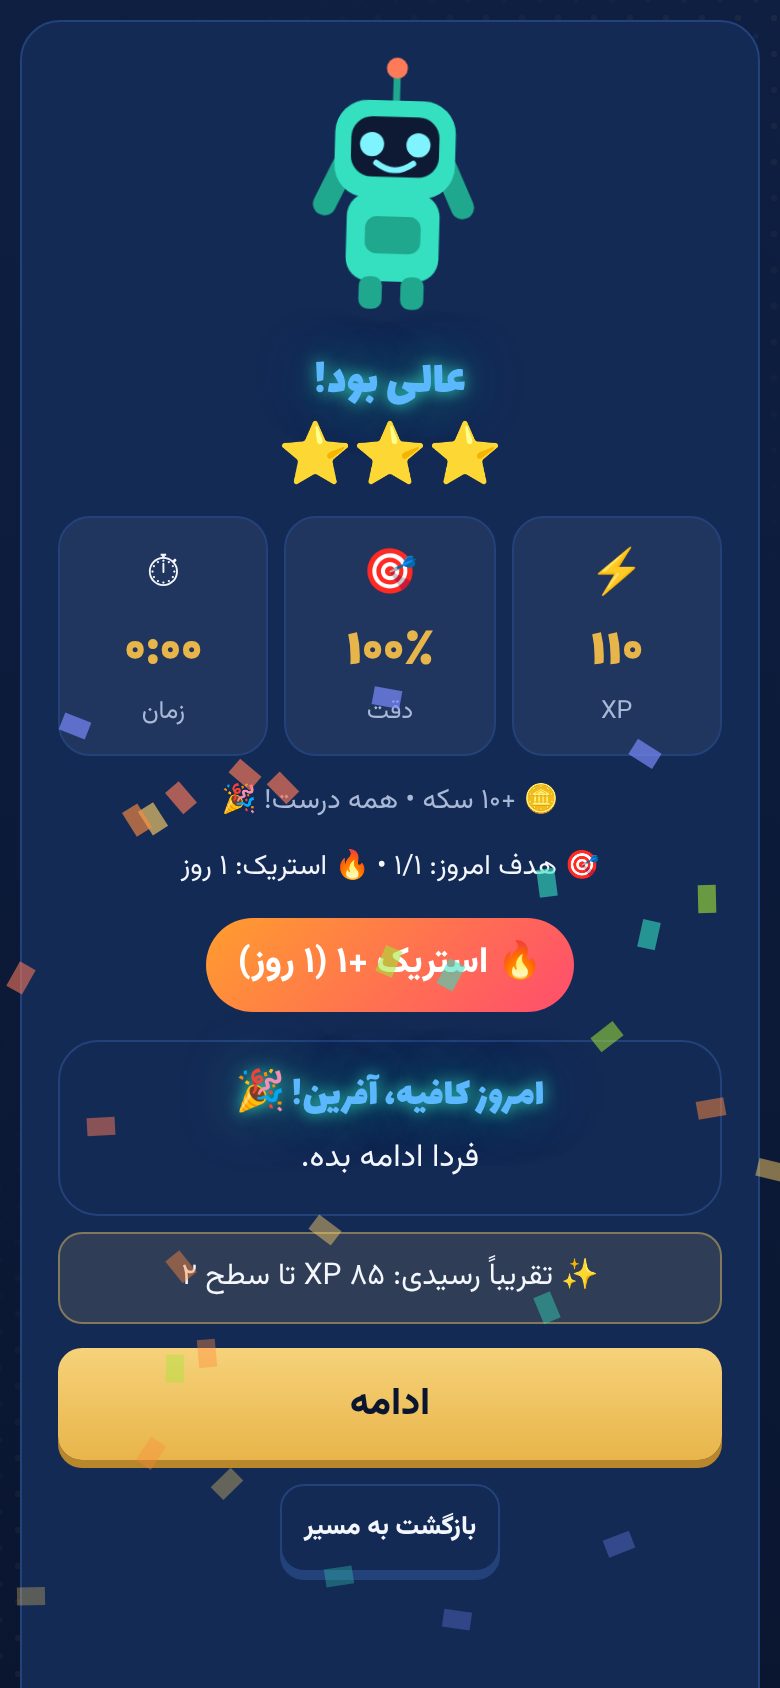 عالی بود!
۱۱۰
XP
۱۰۰٪
دقت
۰:۰۰
زمان
+۱۰ سکه • همه درست!
هدف امروز: ۱/۱ • استریک: ۱ روز
استریک +۱ (۱ روز)
امروز کافیه، آفرین!
فردا ادامه بده.
تقریباً رسیدی: ۸۵ XP تا سطح ۲
ادامه
بازگشت به مسیر